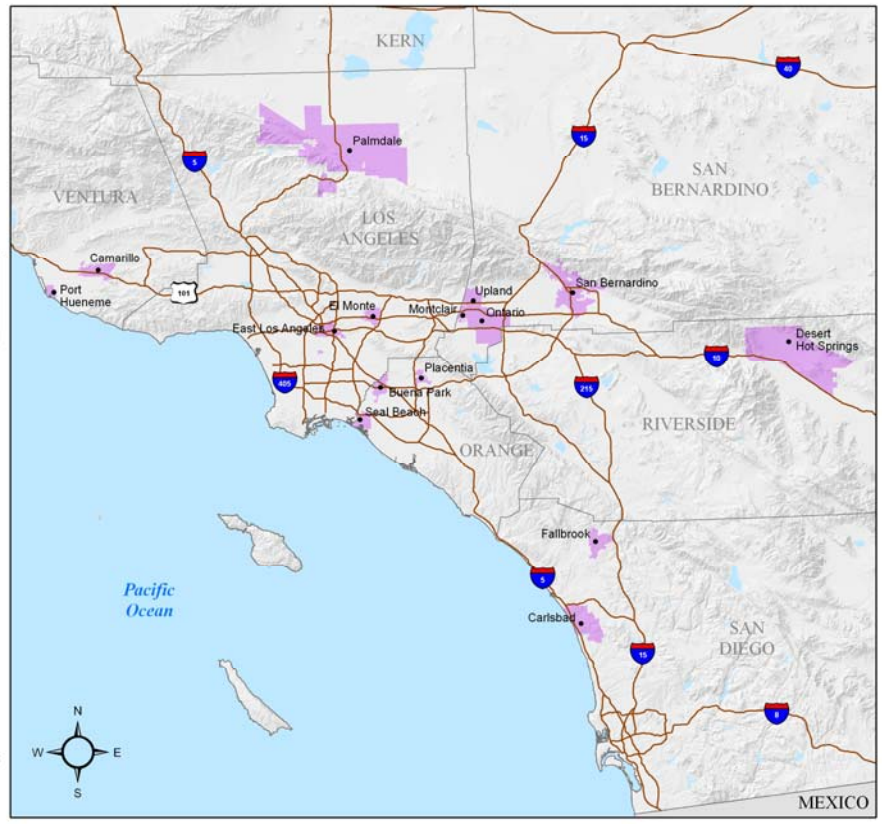 KERN
40
15
Palmdale
5
SAN
BERNARDINO
VENTURA
LOS
ANGELES
Camarillo
Port
Hueneme
101
Upland
San Bernardino
El Monte
Montclair
Ontario
East Los Angeles
Desert
Hot Springs
10
Placentia
405
Buena Park
215
Seal Beach
RIVERSIDE
ORANGE
Fallbrook
5
Pacific
Ocean
Carlsbad
SAN
DIEGO
15
8
N
W
E
S
MEXICO